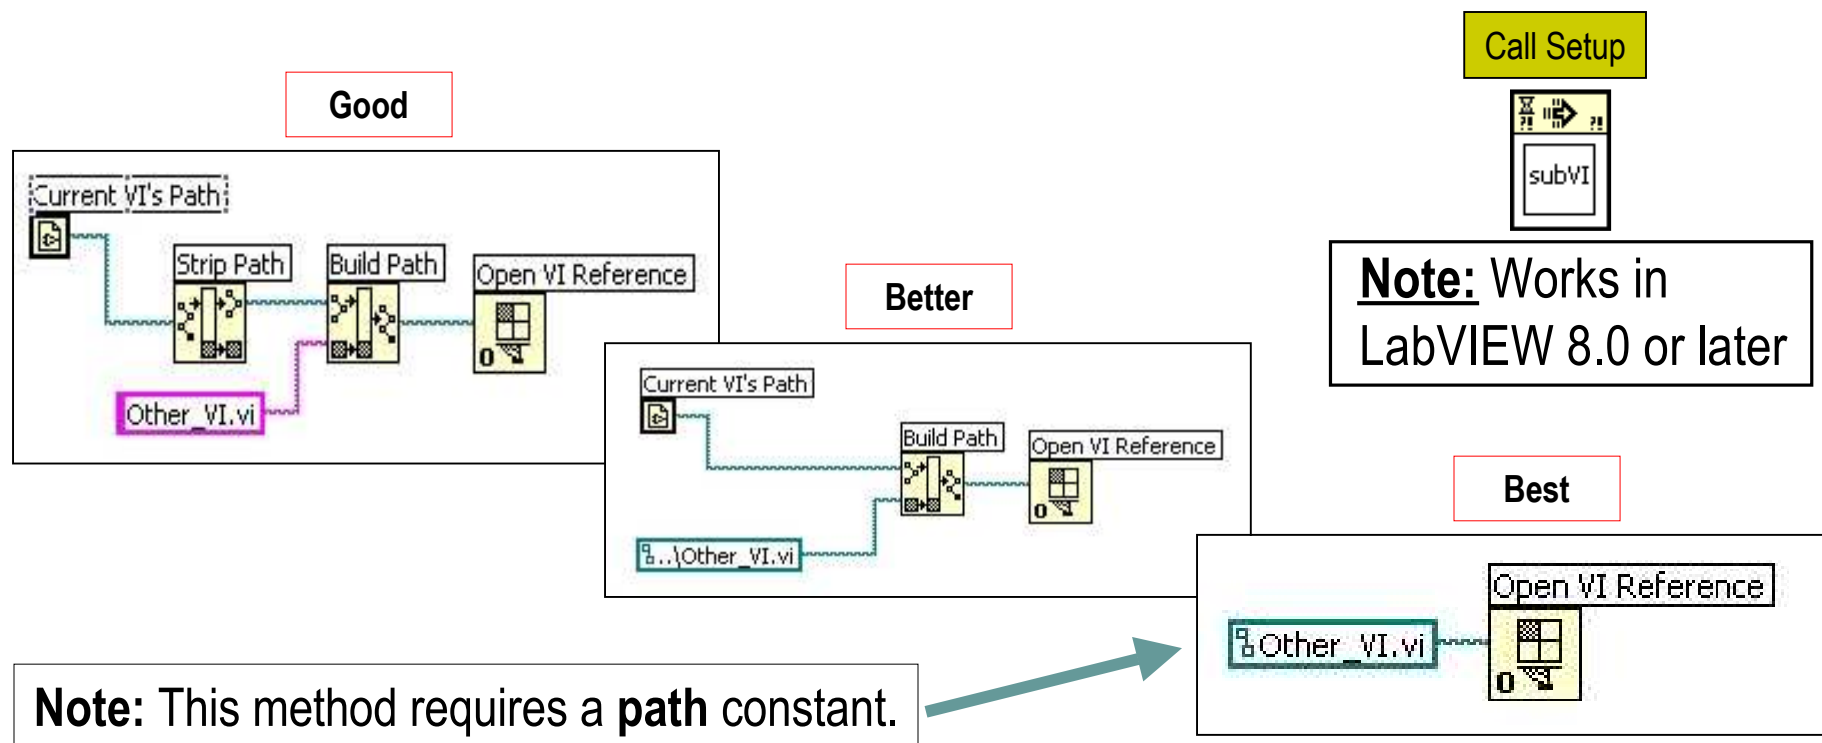 Call Setup
Good
subVI
Current VI's Path
Strip Path
Build Path
Open VI Reference
Other_VI.vi
Note: Works in
LabVIEW 8.0 or later
Better
Current VI's Path
Build Path
Open VI Reference
..\Other_VI.vi
Best
Open VI Reference
Other_VI.vi
Note: This method requires a path constant.